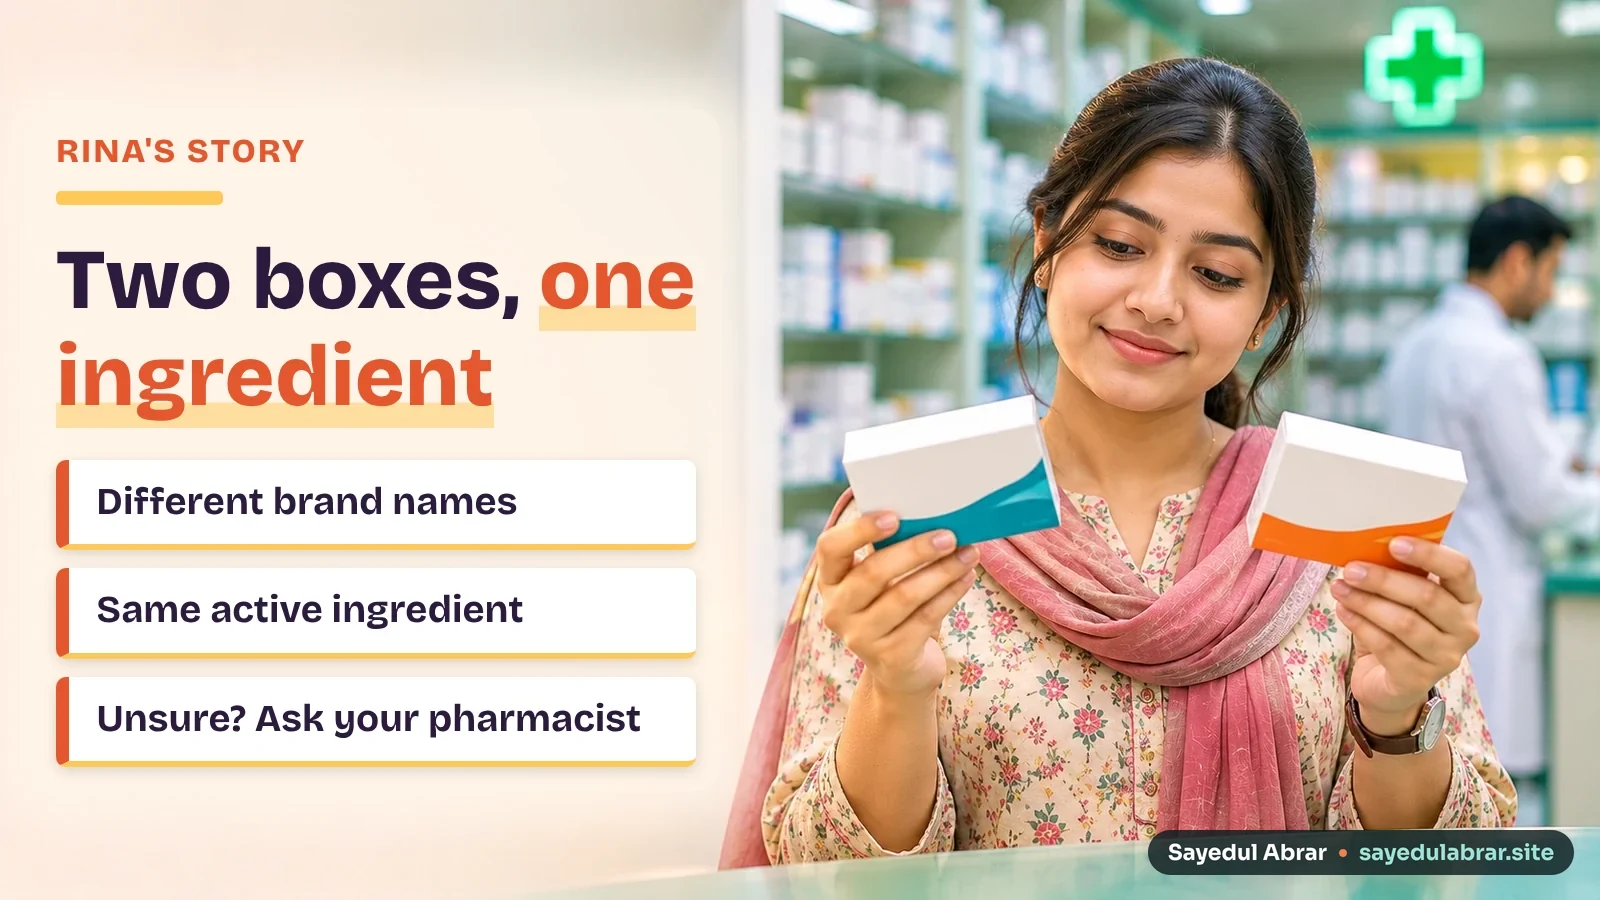 RINA'S STORY
Two boxes, one
ingredient
Different brand names
Same active ingredient
Unsure? Ask your pharmacist
Sayedul Abrar • sayedulabrar.site